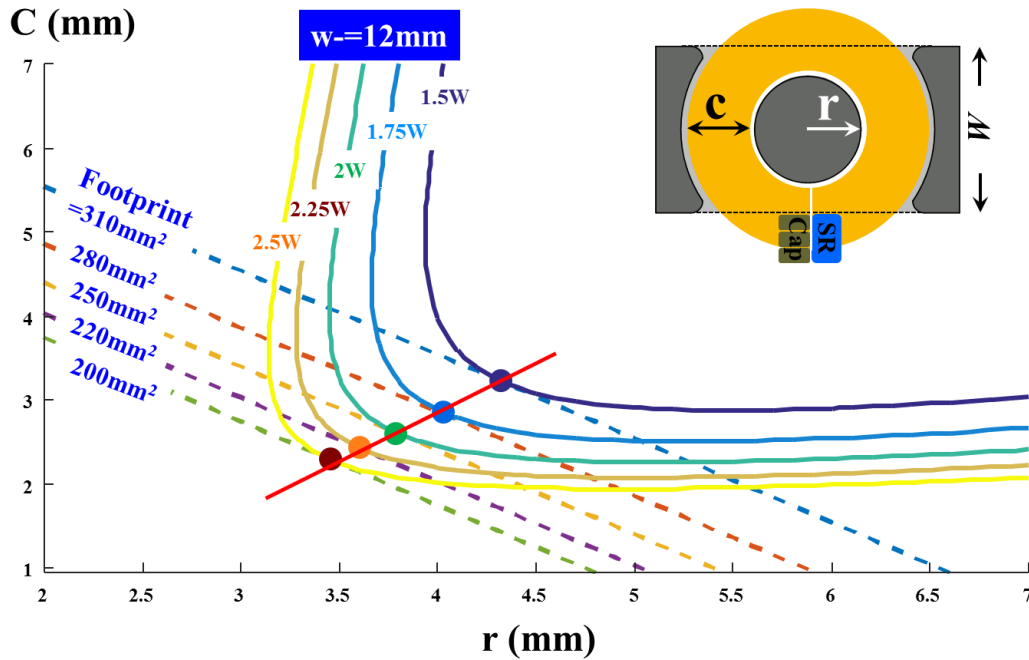 C (mm)
w-=12mm
7
6
5
4
3
2
1
1.5W
1.75W
2W
2.25W
2.5W
Footprint
=310mm²
280mm²
250mm²
220mm²
200mm²
2
2.5
3
3.5
4
4.5
5
5.5
6
6.5
7
r (mm)
c
r
W
Cap
SR